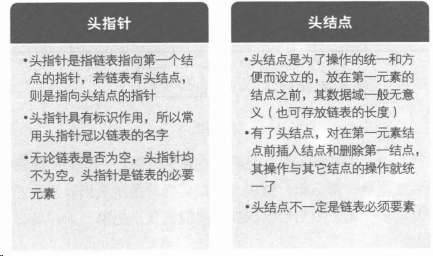 头指针
•头指针是指链表指向第一个结
点的指针，若链表有头结点，
则是指向头结点的指针
•头指针具有标识作用，所以常
用头指针冠以链表的名字
•无论链表是否为空，头指针均
不为空。头指针是链表的必要
元素
头结点
•头结点是为了操作的统一和方
便而设立的，放在第一元素的
结点之前，其数据域一般无意
义（也可存放链表的长度）
•有了头结点，对在第一元素结
点前插入结点和删除第一结点，
其操作与其它结点的操作就统
一了
•头结点不一定是链表必须要素